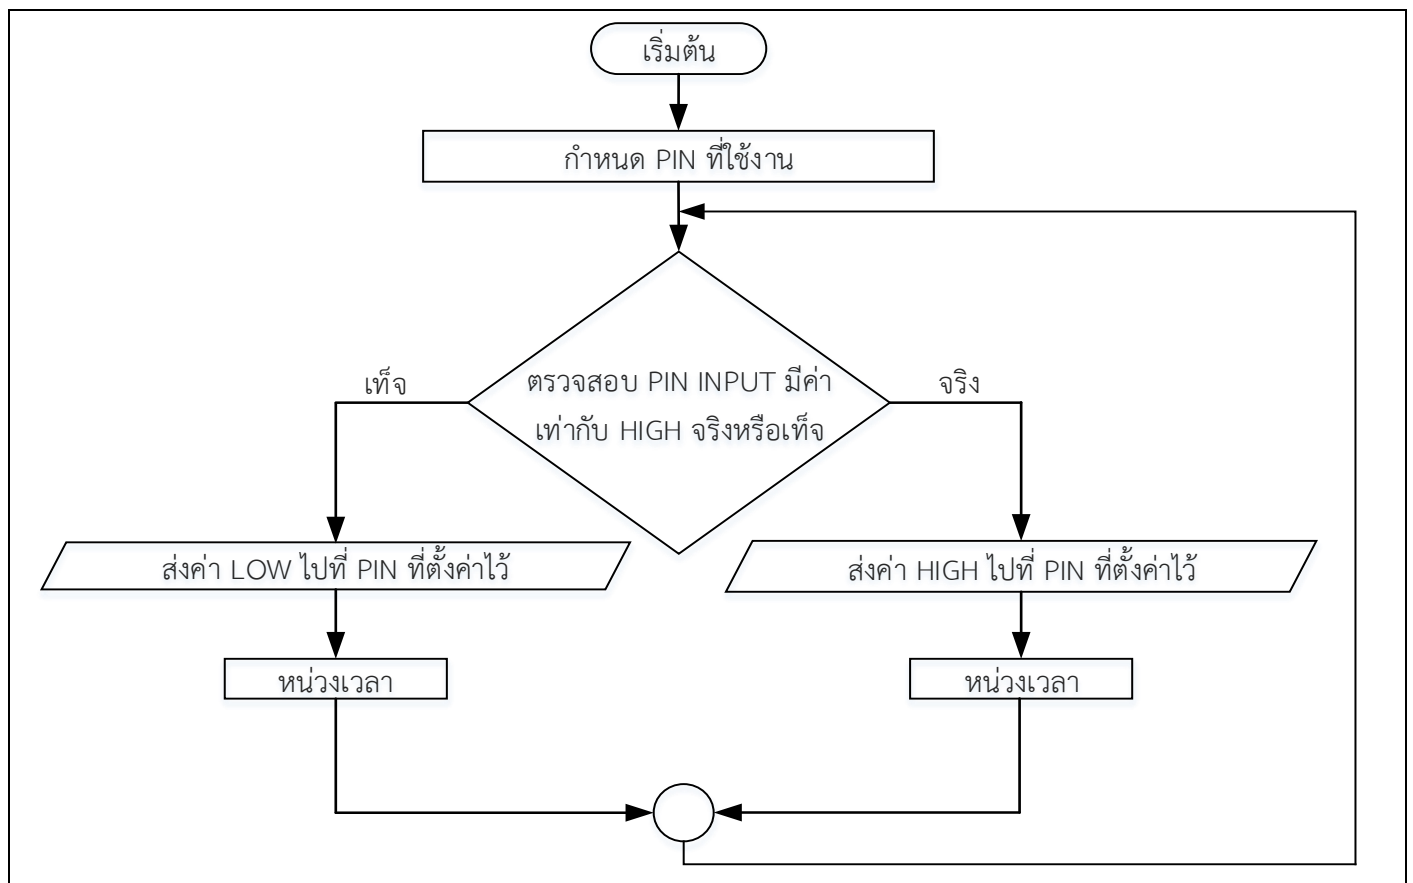 เริ่มต้น
กำหนด PIN ที่ใช้งาน
ตรวจสอบ PIN INPUT มีค่า
เท่ากับ HIGH จริงหรือเท็จ
เท็จ
จริง
ส่งค่า LOW ไปที่ PIN ที่ตั้งค่าไว้
ส่งค่า HIGH ไปที่ PIN ที่ตั้งค่าไว้
หน่วงเวลา
หน่วงเวลา